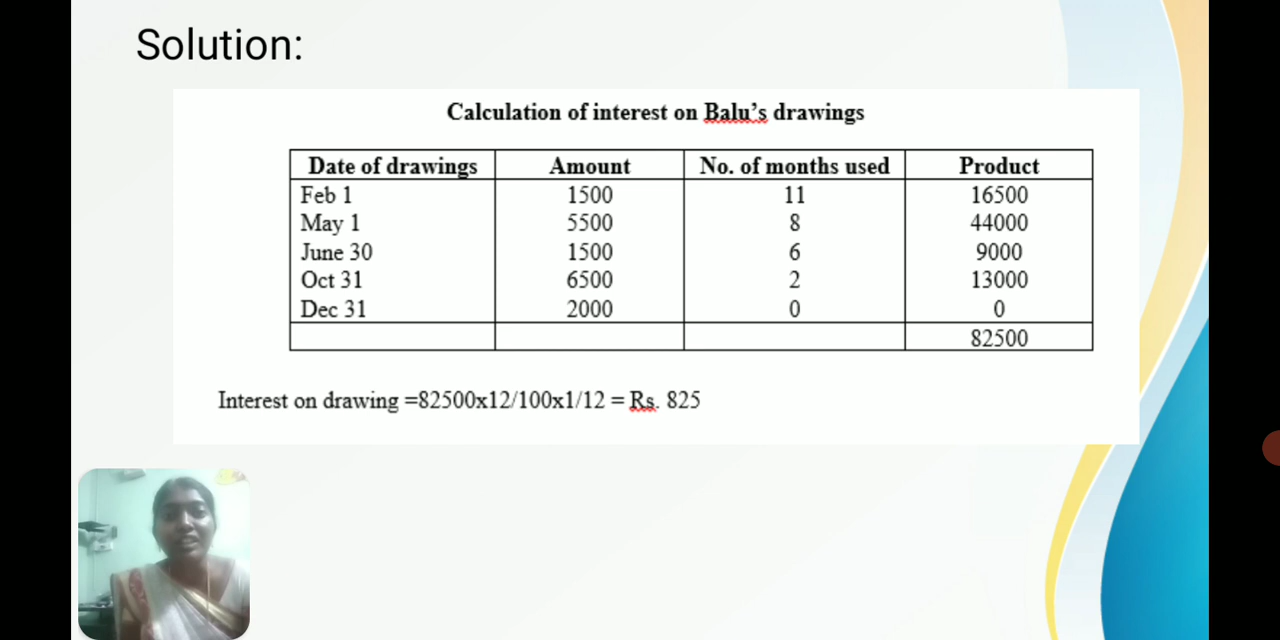 Solution:
Calculation of interest on Balu's drawings
Date of drawings Amount No. of months used Product
Feb 1 1500 11 16500
May 1 5500 8 44000
June 30 1500 6 9000
Oct 31 6500 2 13000
Dec 31 2000 0 0
82500
Interest on drawing =82500x12/100x1/12 = Rs. 825